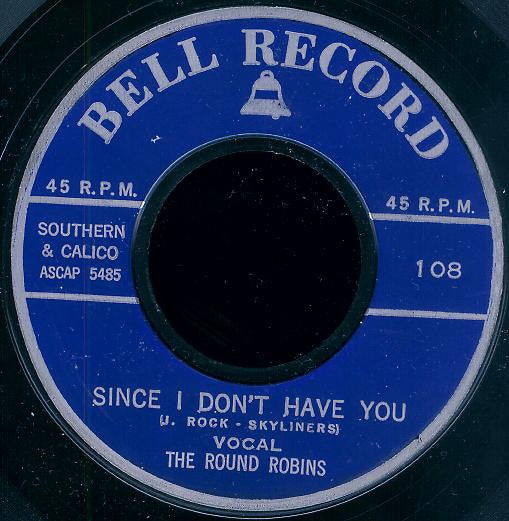 BELL RECORD
45 R.P.M.
45 R.P.M.
SOUTHERN
& CALICO
ASCAP 5485
108
SINCE I DON'T HAVE YOU
(J. ROCK - SKYLINERS)
VOCAL
THE ROUND ROBINS